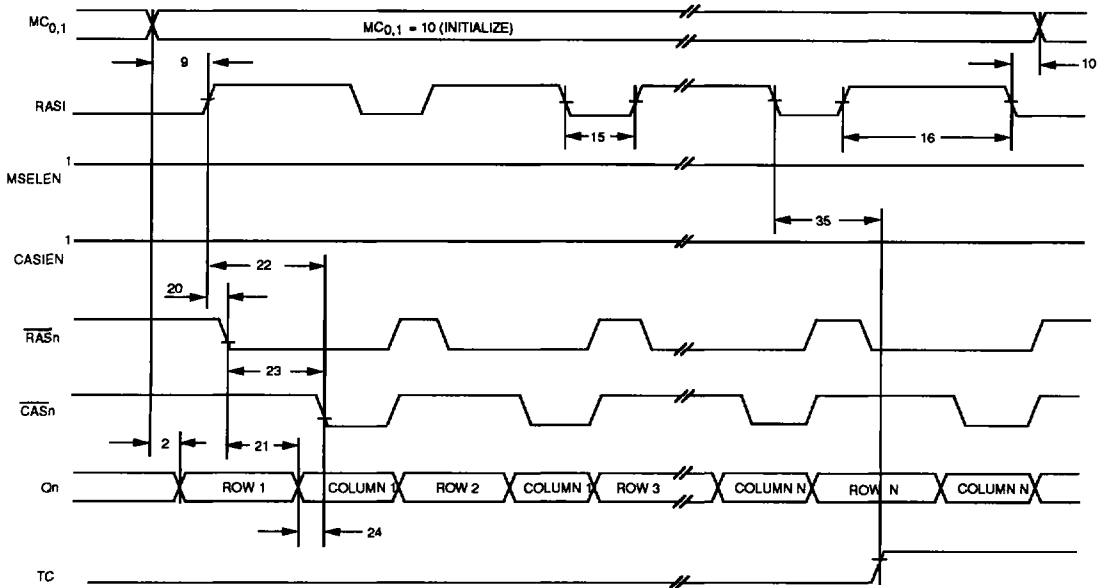 MC0,1
MC0,1 = 10 (INITIALIZE)
9
10
RASI
15
16
1
MSELEN
35
1
CASIEN
22
20
RASn
23
CASn
2
21
Qn
ROW 1
COLUMN 1
ROW 2
COLUMN 1
ROW 3
COLUMN N
ROW N
COLUMN N
24
TC